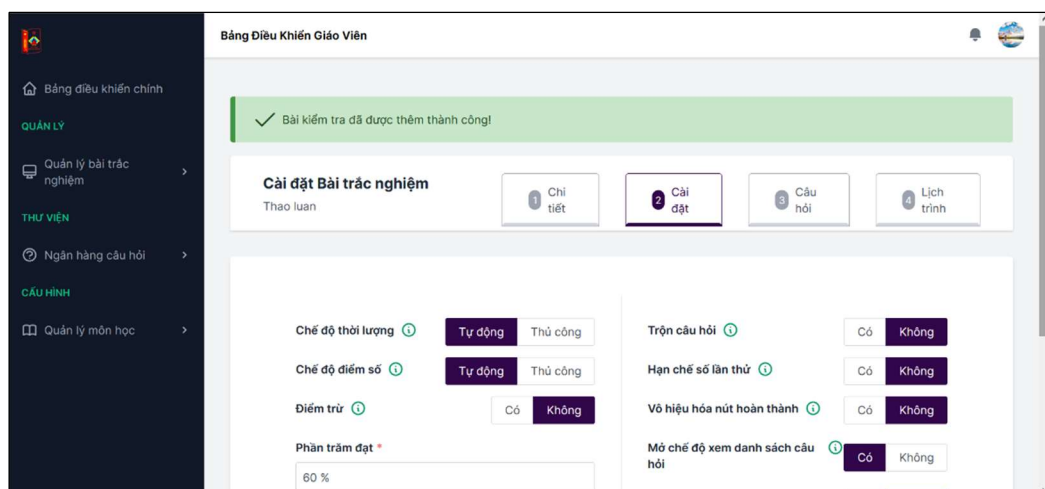 Bảng Điều Khiển Giáo Viên
Bảng điều khiển chính
QUẢN LÝ
Quản lý bài trắc
nghiệm
THƯ VIỆN
Ngân hàng câu hỏi
CẤU HÌNH
Quản lý môn học
Bài kiểm tra đã được thêm thành công!
Cài đặt Bài trắc nghiệm
Thao luan
1 Chi
tiết
2 Cài
đặt
3 Câu
hỏi
4 Lịch
trình
Chế độ thời lượng Tự động Thủ công
Chế độ điểm số Tự động Thủ công
Điểm trừ Có Không
Phần trăm đạt *
60 %
Trộn câu hỏi Có Không
Hạn chế số lần thử Có Không
Vô hiệu hóa nút hoàn thành Có Không
Mở chế độ xem danh sách câu
hỏi Có Không